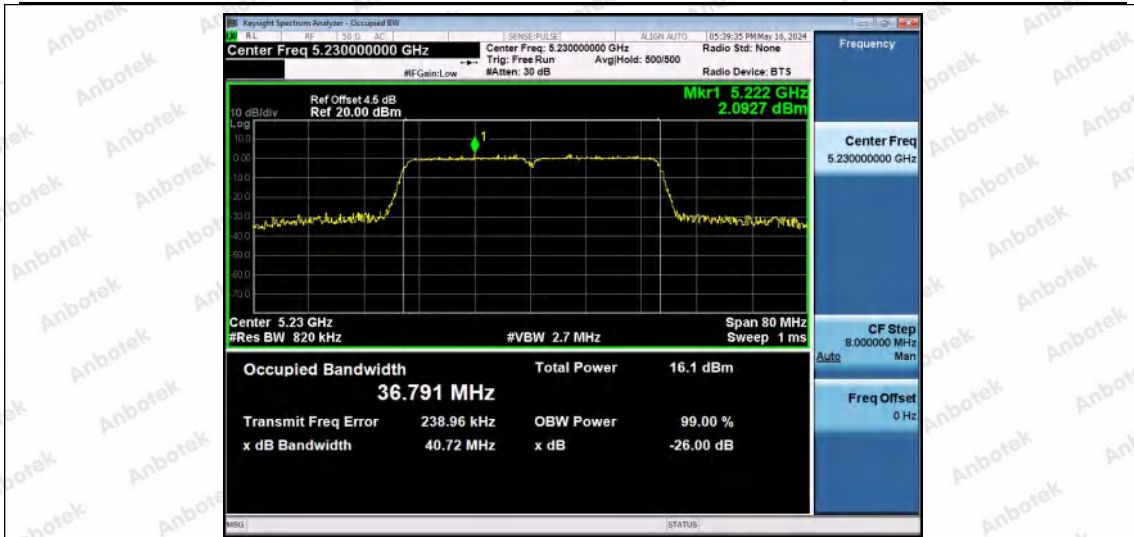 Keysight Spectrum Analyzer - Occupied BW
RL RF 50 Ω AC SENSE:PULSE ALIGN AUTO 05:39:35 PM May 16, 2024
Center Freq 5.230000000 GHz
Center Freq: 5.230000000 GHz
Radio Std: None
Trig: Free Run
Avg|Hold: 500/500
#IFGain:Low
#Atten: 30 dB
Radio Device: BTS
Frequency
Mkr1 5.222 GHz
2.0927 dBm
Ref Offset 4.5 dB
10 dB/div
Ref 20.00 dBm
Log
10.0
0.00
-10.0
-20.0
-30.0
-40.0
-50.0
-60.0
-70.0
1
Center Freq
5.230000000 GHz
Center 5.23 GHz
Span 80 MHz
#Res BW 820 kHz
#VBW 2.7 MHz
Sweep 1 ms
CF Step
8.000000 MHz
Auto Man
Occupied Bandwidth
36.791 MHz
Total Power 16.1 dBm
Transmit Freq Error 238.96 kHz
OBW Power 99.00 %
x dB Bandwidth 40.72 MHz
x dB -26.00 dB
Freq Offset
0 Hz
MSG
STATUS
Anbotek